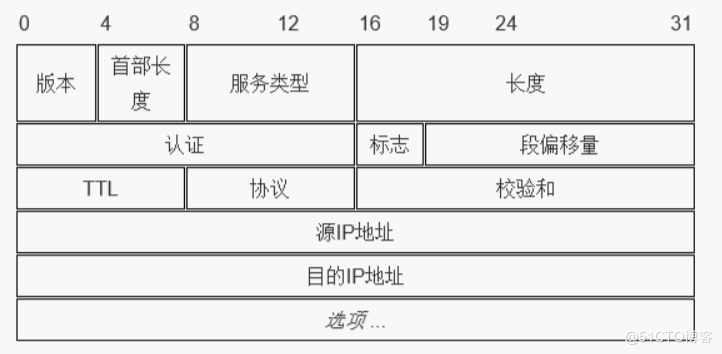 0 4 8 12 16 19 24 31
版本 首部长度 服务类型 长度
认证 标志 段偏移量
TTL 协议 校验和
源IP地址
目的IP地址
选项 ...
@51CTO博客